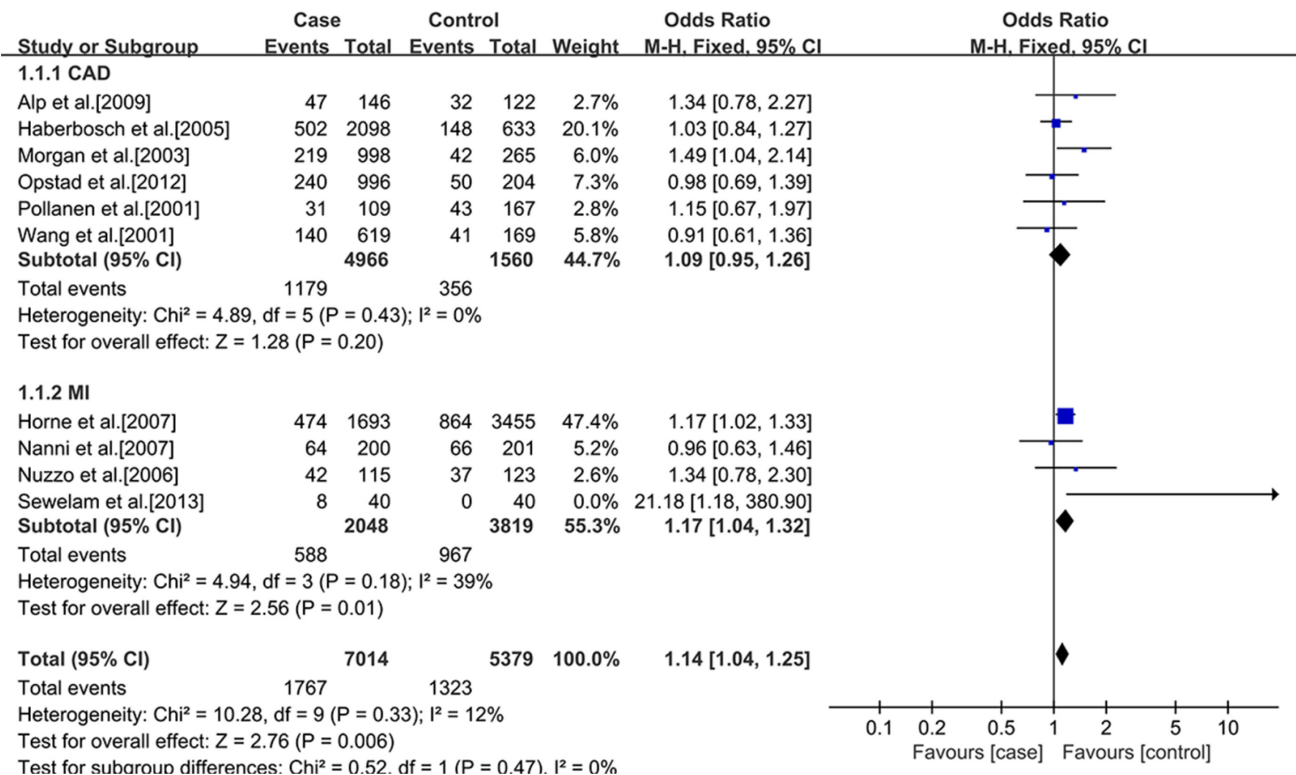 Case Control Odds Ratio Odds Ratio
Study or Subgroup Events Total Events Total Weight M-H, Fixed, 95% CI M-H, Fixed, 95% CI
1.1.1 CAD
Alp et al.[2009] 47 146 32 122 2.7% 1.34 [0.78, 2.27]
Haberbosch et al.[2005] 502 2098 148 633 20.1% 1.03 [0.84, 1.27]
Morgan et al.[2003] 219 998 42 265 6.0% 1.49 [1.04, 2.14]
Opstad et al.[2012] 240 996 50 204 7.3% 0.98 [0.69, 1.39]
Pollanen et al.[2001] 31 109 43 167 2.8% 1.15 [0.67, 1.97]
Wang et al.[2001] 140 619 41 169 5.8% 0.91 [0.61, 1.36]
Subtotal (95% CI) 4966 1560 44.7% 1.09 [0.95, 1.26]
Total events 1179 356
Heterogeneity: Chi² = 4.89, df = 5 (P = 0.43); I² = 0%
Test for overall effect: Z = 1.28 (P = 0.20)
1.1.2 MI
Horne et al.[2007] 474 1693 864 3455 47.4% 1.17 [1.02, 1.33]
Nanni et al.[2007] 64 200 66 201 5.2% 0.96 [0.63, 1.46]
Nuzzo et al.[2006] 42 115 37 123 2.6% 1.34 [0.78, 2.30]
Sewelam et al.[2013] 8 40 0 40 0.0% 21.18 [1.18, 380.90]
Subtotal (95% CI) 2048 3819 55.3% 1.17 [1.04, 1.32]
Total events 588 967
Heterogeneity: Chi² = 4.94, df = 3 (P = 0.18); I² = 39%
Test for overall effect: Z = 2.56 (P = 0.01)
Total (95% CI) 7014 5379 100.0% 1.14 [1.04, 1.25]
Total events 1767 1323
Heterogeneity: Chi² = 10.28, df = 9 (P = 0.33); I² = 12%
Test for overall effect: Z = 2.76 (P = 0.006)
Test for subgroup differences: Chi² = 0.52, df = 1 (P = 0.47), I² = 0%
0.1 0.2 0.5 1 2 5 10
Favours [case] Favours [control]